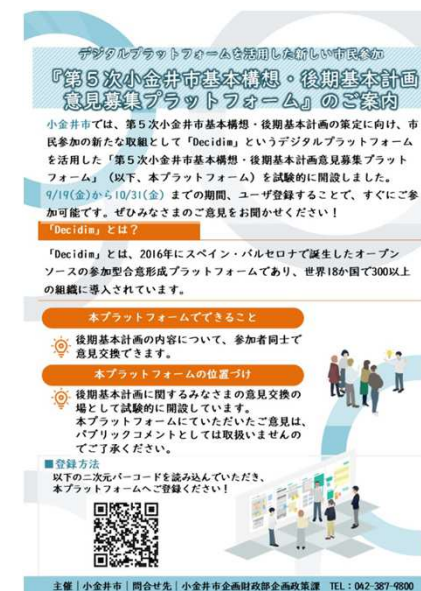 デジタルプラットフォームを活用した新しい市民参加
『第5次小金井市基本構想・後期基本計画
意見募集プラットフォーム』のご案内
小金井市では、第5次小金井市基本構想・後期基本計画の策定に向け、市
民参加の新たな取組として「Decidim」というデジタルプラットフォーム
を活用した「第5次小金井市基本構想・後期基本計画意見募集プラット
フォーム」（以下、本プラットフォーム）を試験的に開設しました。
9/19(金)から10/31(金) までの期間、ユーザ登録することで、すぐにご参
加可能です。ぜひみなさまのご意見をお聞かせください！
「Decidim」とは？
「Decidim」とは、2016年にスペイン・バルセロナで誕生したオープン
ソースの参加型合意形成プラットフォームであり、世界18か国で300以上
の組織に導入されています。
本プラットフォームでできること
後期基本計画の内容について、参加者同士で
意見交換できます。
本プラットフォームの位置づけ
後期基本計画に関するみなさまの意見交換の
場として試験的に開設しています。
本プラットフォームにていただいたご意見は、
パブリックコメントとしては取扱いませんの
でご了承ください。
■登録方法
以下の二次元バーコードを読み込んでいただき、
本プラットフォームへご登録ください！
主催｜小金井市｜問合せ先｜小金井市企画財政部企画政策課 TEL：042-387-9800